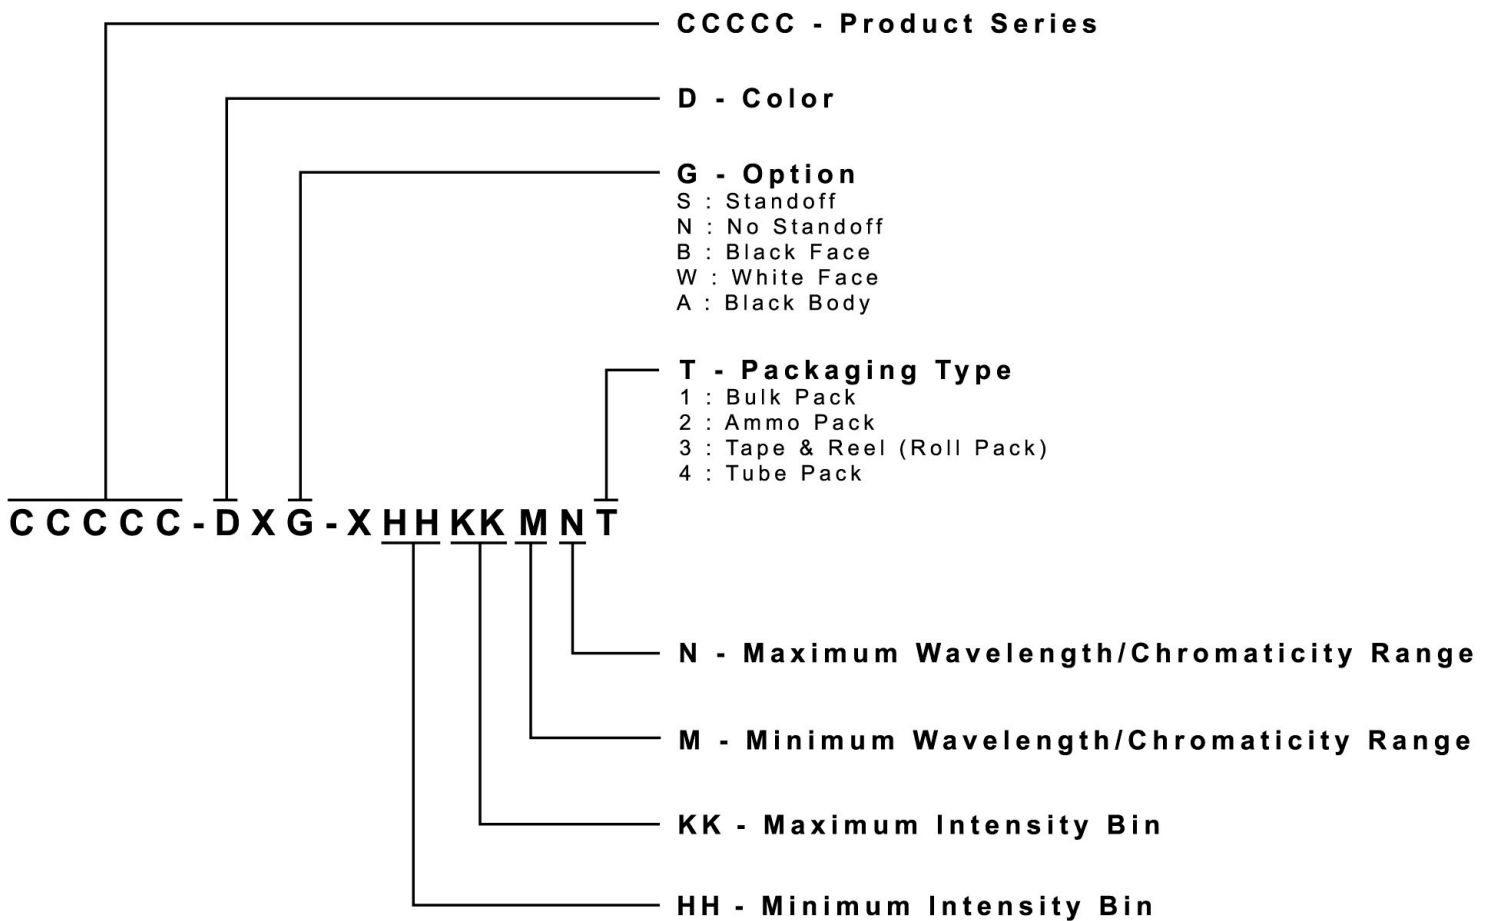 CCCCC - Product Series
D - Color
G - Option
S : Standoff
N : No Standoff
B : Black Face
W : White Face
A : Black Body
T - Packaging Type
1 : Bulk Pack
2 : Ammo Pack
3 : Tape & Reel (Roll Pack)
4 : Tube Pack
CCCCC-DXG-XHHKKMNT
N - Maximum Wavelength/Chromaticity Range
M - Minimum Wavelength/Chromaticity Range
KK - Maximum Intensity Bin
HH - Minimum Intensity Bin